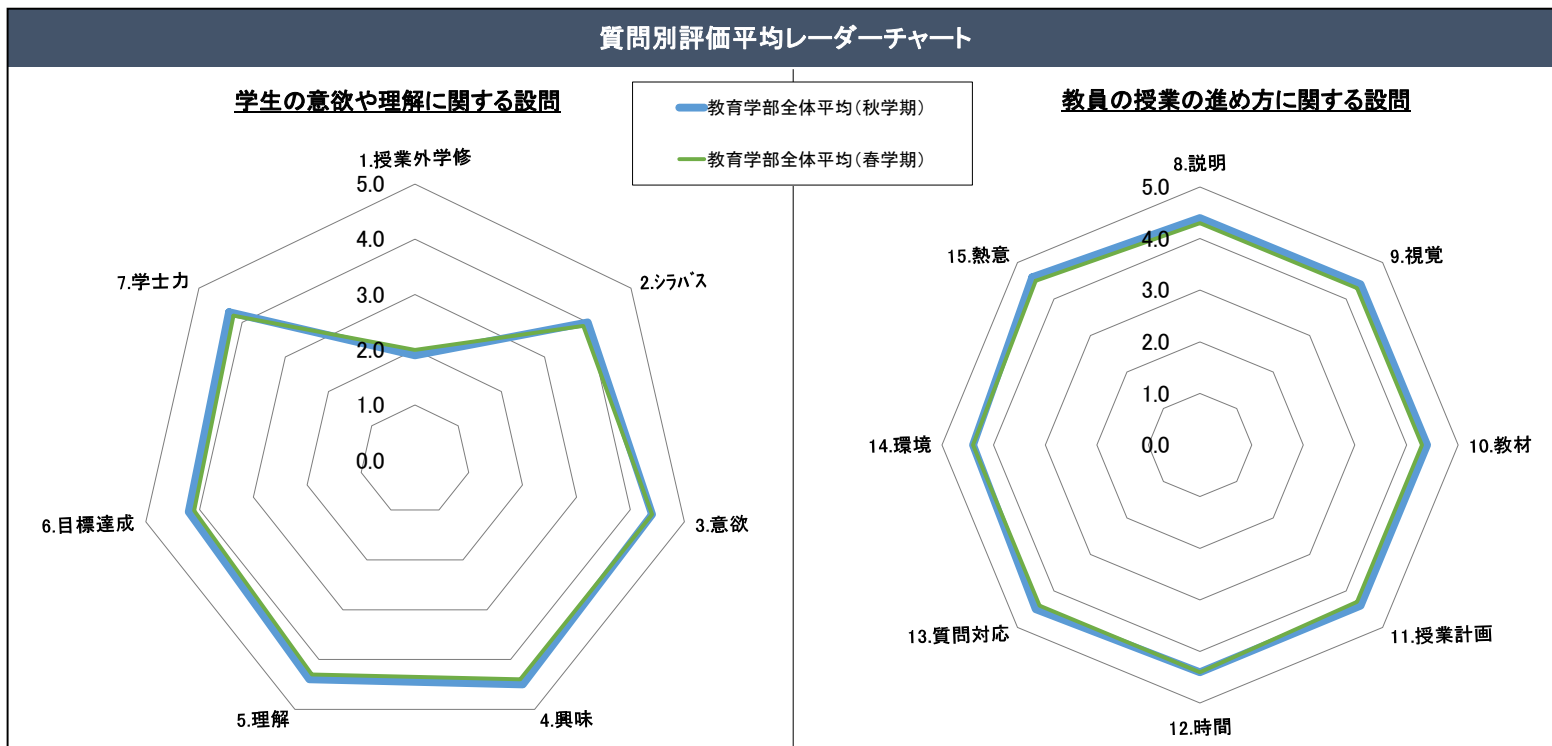 質問別評価平均レーダーチャート
学生の意欲や理解に関する設問
教育学部全体平均(秋学期)
教育学部全体平均(春学期)
教員の授業の進め方に関する設問
1.授業外学修
5.0
4.0
3.0
2.0
1.0
0.0
2.シラバス
3.意欲
4.興味
5.理解
6.目標達成
7.学士力
8.説明
5.0
4.0
3.0
2.0
1.0
0.0
9.視覚
10.教材
11.授業計画
12.時間
13.質問対応
14.環境
15.熱意